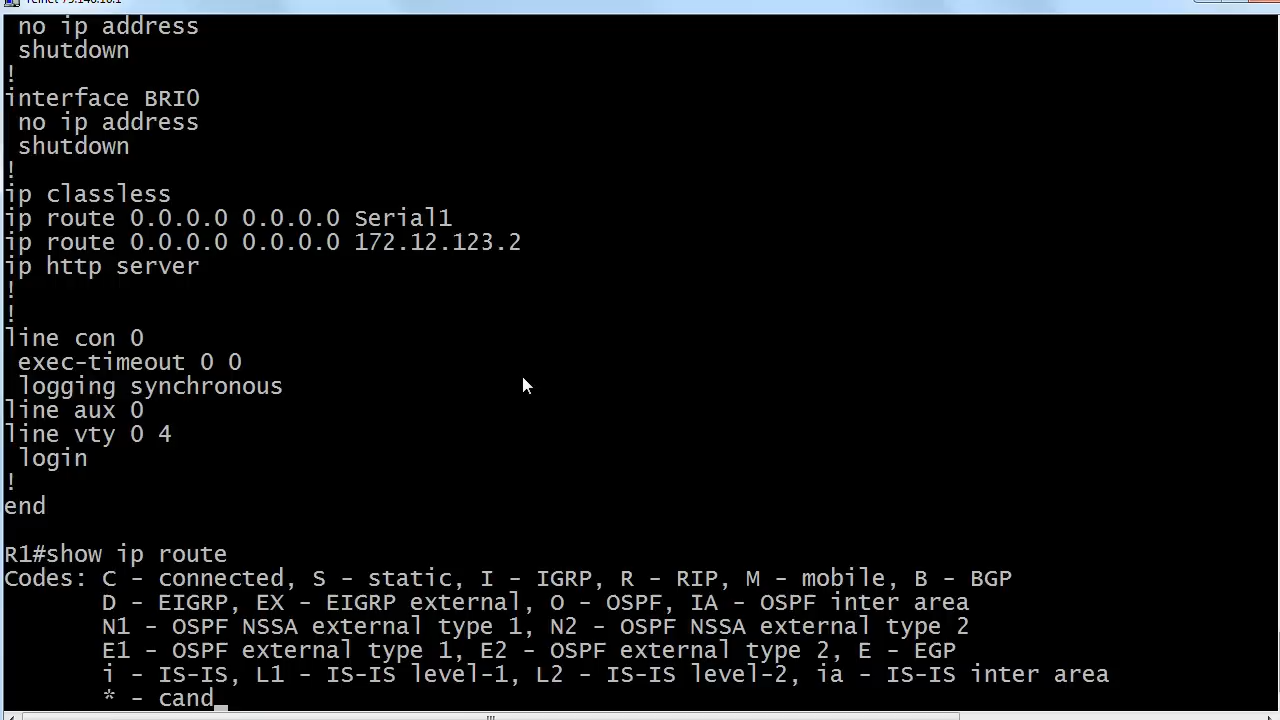 no ip address
shutdown
!
interface BRI0
no ip address
shutdown
!
ip classless
ip route 0.0.0.0 0.0.0.0 Serial1
ip route 0.0.0.0 0.0.0.0 172.12.123.2
ip http server
!
!
line con 0
exec-timeout 0 0
logging synchronous
line aux 0
line vty 0 4
login
!
end
R1#show ip route
Codes: C - connected, S - static, I - IGRP, R - RIP, M - mobile, B - BGP
D - EIGRP, EX - EIGRP external, O - OSPF, IA - OSPF inter area
N1 - OSPF NSSA external type 1, N2 - OSPF NSSA external type 2
E1 - OSPF external type 1, E2 - OSPF external type 2, E - EGP
i - IS-IS, L1 - IS-IS level-1, L2 - IS-IS level-2, ia - IS-IS inter area
* - cand